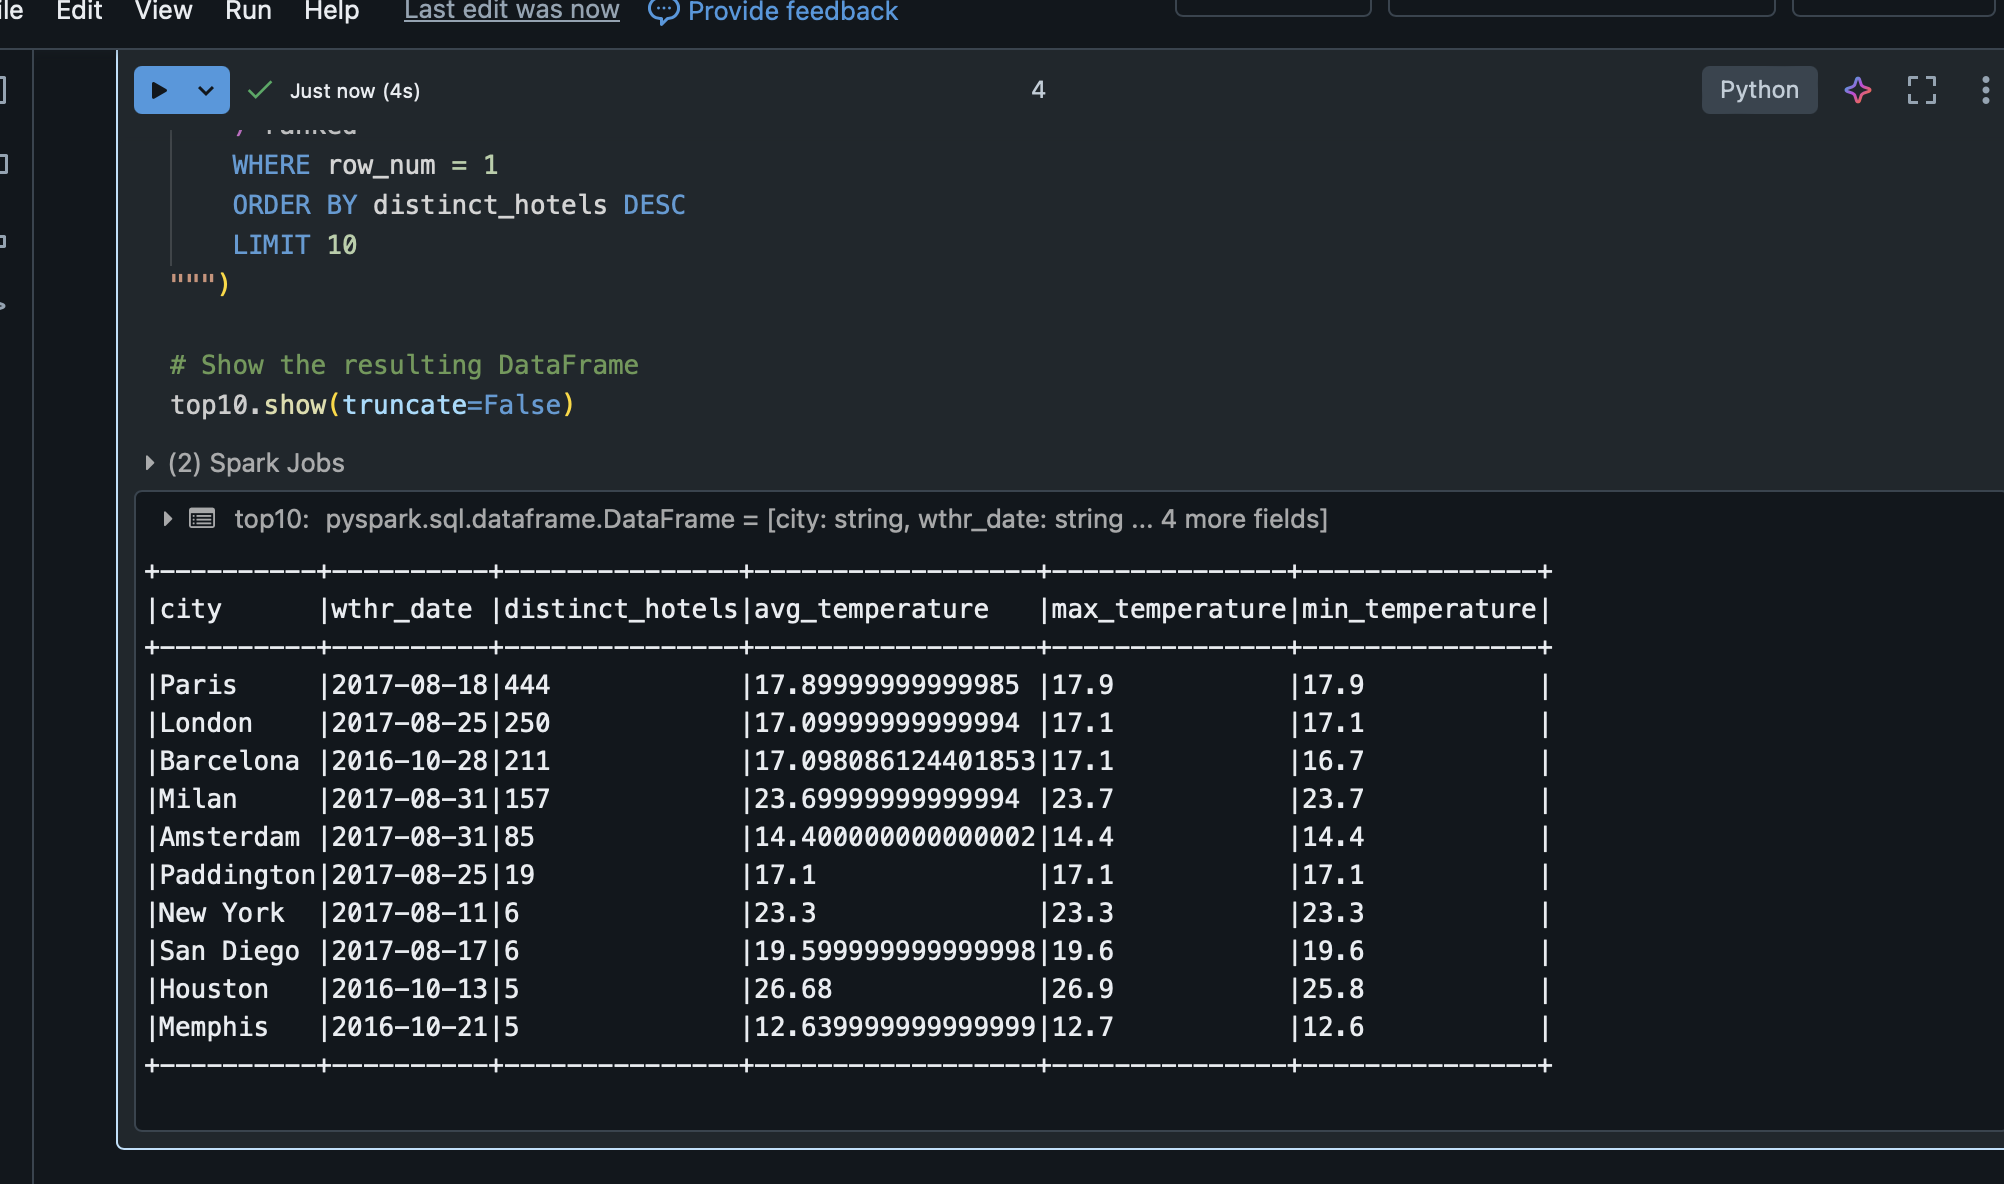 Edit View Run Help Last edit was now Provide feedback
Just now (4s) 4 Python
) ranked
WHERE row_num = 1
ORDER BY distinct_hotels DESC
LIMIT 10
""")
# Show the resulting DataFrame
top10.show(truncate=False)
(2) Spark Jobs
top10: pyspark.sql.dataframe.DataFrame = [city: string, wthr_date: string ... 4 more fields]
+----------+----------+---------------+------------------+---------------+---------------+
|city      |wthr_date |distinct_hotels|avg_temperature   |max_temperature|min_temperature|
+----------+----------+---------------+------------------+---------------+---------------+
|Paris     |2017-08-18|444            |17.89999999999985 |17.9           |17.9           |
|London    |2017-08-25|250            |17.09999999999994 |17.1           |17.1           |
|Barcelona |2016-10-28|211            |17.098086124401853|17.1           |16.7           |
|Milan     |2017-08-31|157            |23.69999999999994 |23.7           |23.7           |
|Amsterdam |2017-08-31|85             |14.400000000000002|14.4           |14.4           |
|Paddington|2017-08-25|19             |17.1              |17.1           |17.1           |
|New York  |2017-08-11|6              |23.3              |23.3           |23.3           |
|San Diego |2017-08-17|6              |19.599999999999998|19.6           |19.6           |
|Houston   |2016-10-13|5              |26.68             |26.9           |25.8           |
|Memphis   |2016-10-21|5              |12.639999999999999|12.7           |12.6           |
+----------+----------+---------------+------------------+---------------+---------------+